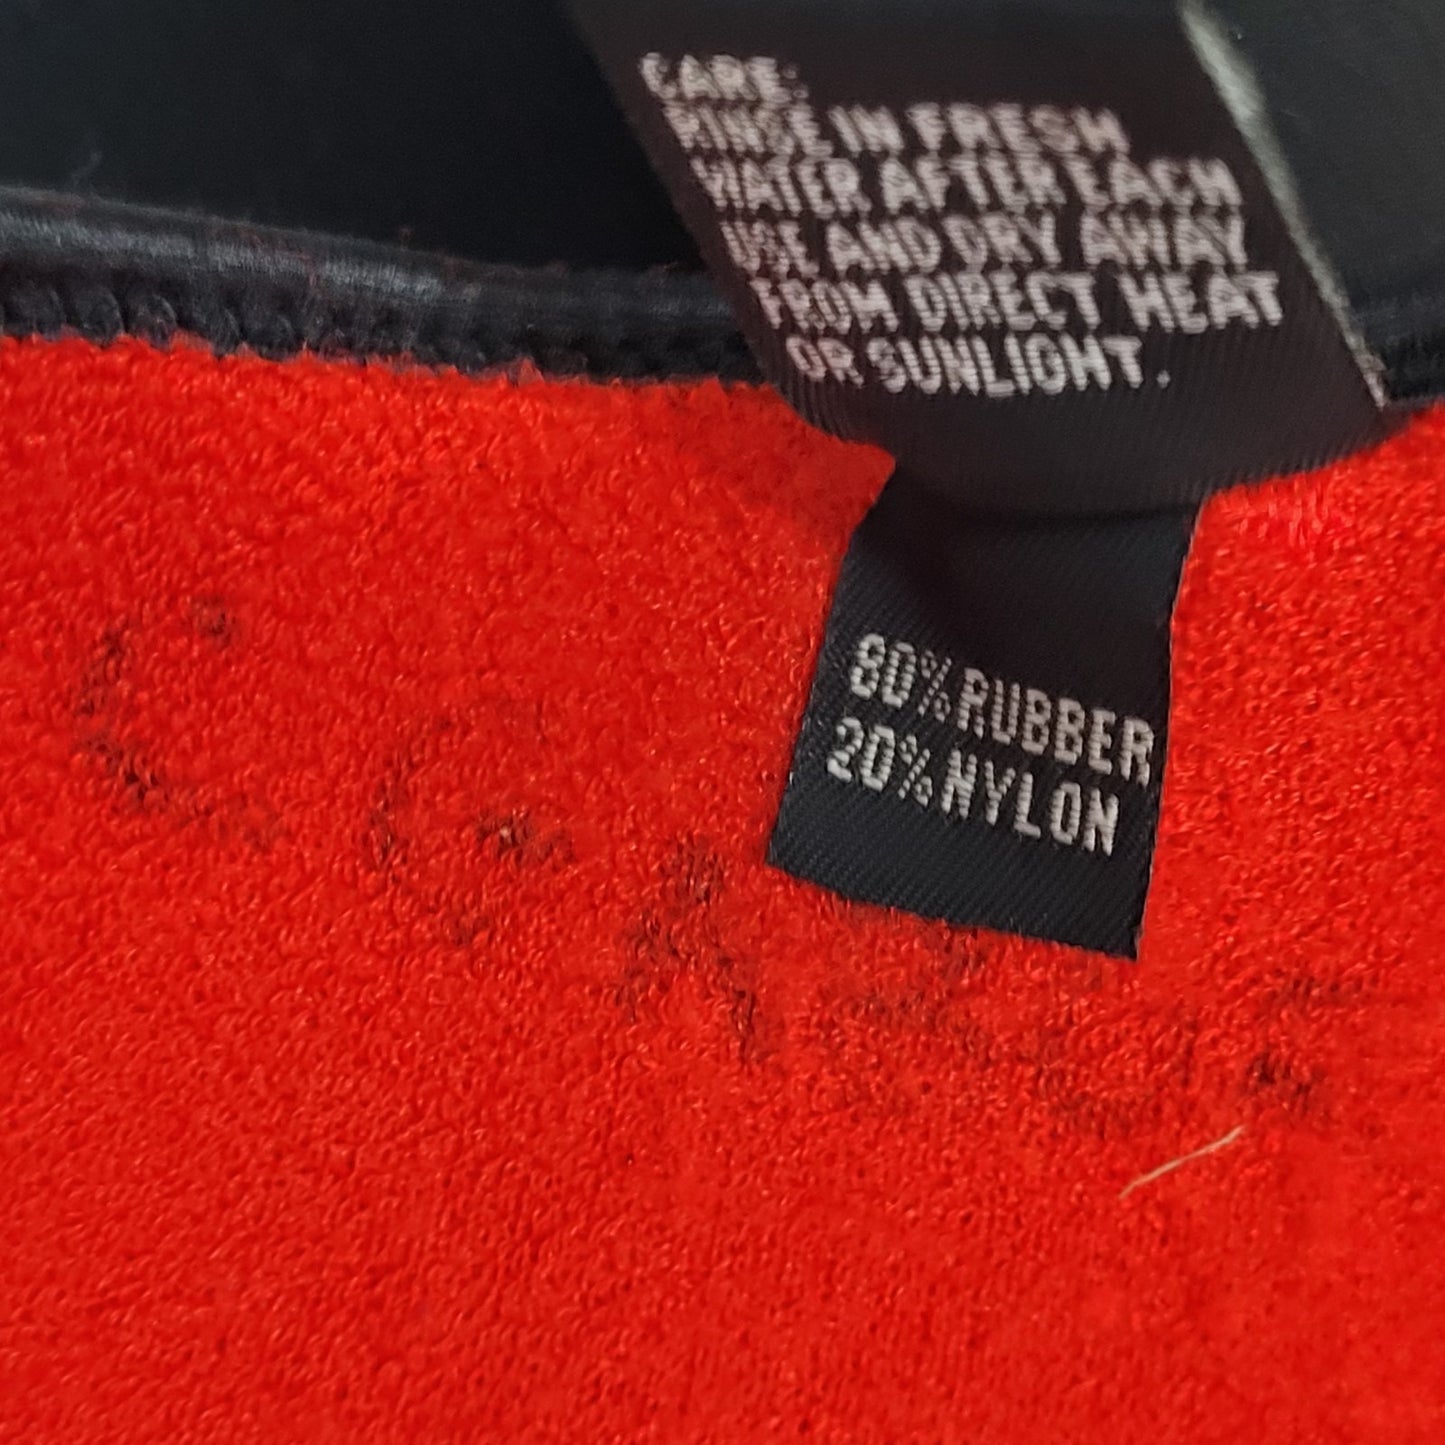 CARE:
RINSE IN FRESH
WATER AFTER EACH
USE AND DRY AWAY
FROM DIRECT HEAT
OR SUNLIGHT.
80% RUBBER
20% NYLON